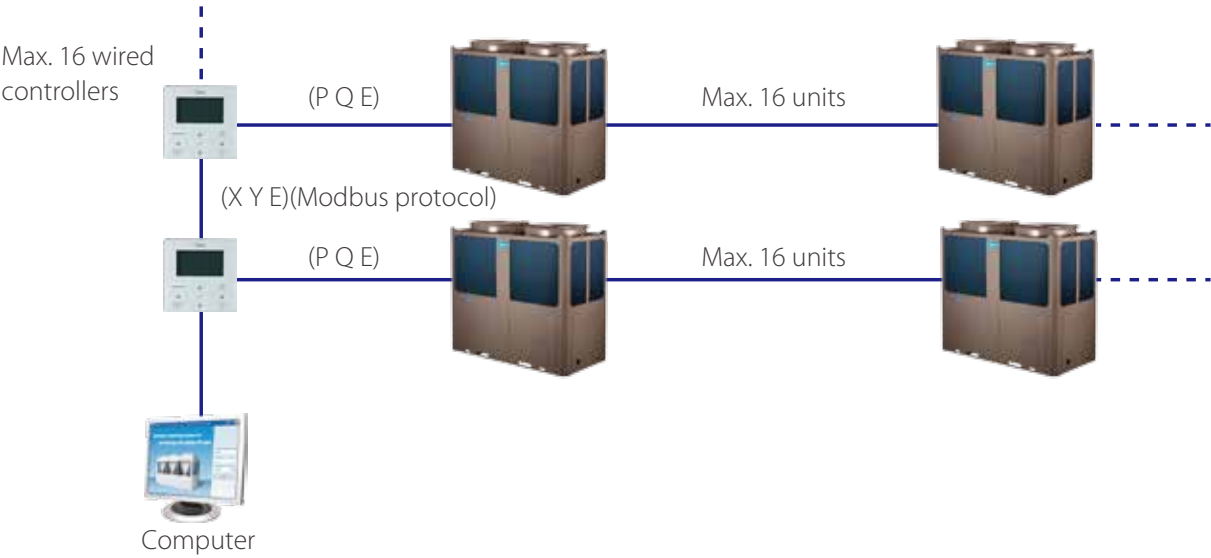 Max. 16 wired
controllers
(P Q E)
Max. 16 units
(X Y E)(Modbus protocol)
(P Q E)
Max. 16 units
Computer